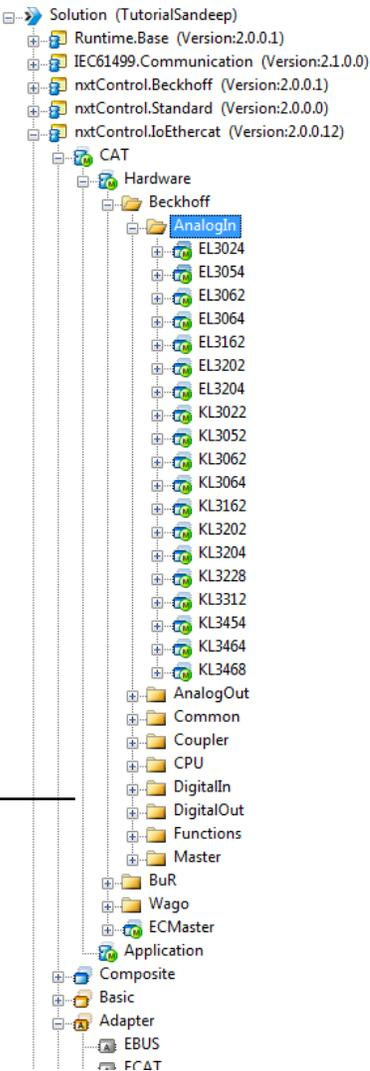 Solution (TutorialSandeep)
Runtime.Base (Version:2.0.0.1)
IEC61499.Communication (Version:2.1.0.0)
nxtControl.Beckhoff (Version:2.0.0.1)
nxtControl.Standard (Version:2.0.0.0)
nxtControl.IoEthercat (Version:2.0.0.12)
CAT
Hardware
Beckhoff
AnalogIn
EL3024
EL3054
EL3062
EL3064
EL3162
EL3202
EL3204
KL3022
KL3052
KL3062
KL3064
KL3162
KL3202
KL3204
KL3228
KL3312
KL3454
KL3464
KL3468
AnalogOut
Common
Coupler
CPU
DigitalIn
DigitalOut
Functions
Master
BuR
Wago
ECMaster
Application
Composite
Basic
Adapter
EBUS
ECAT